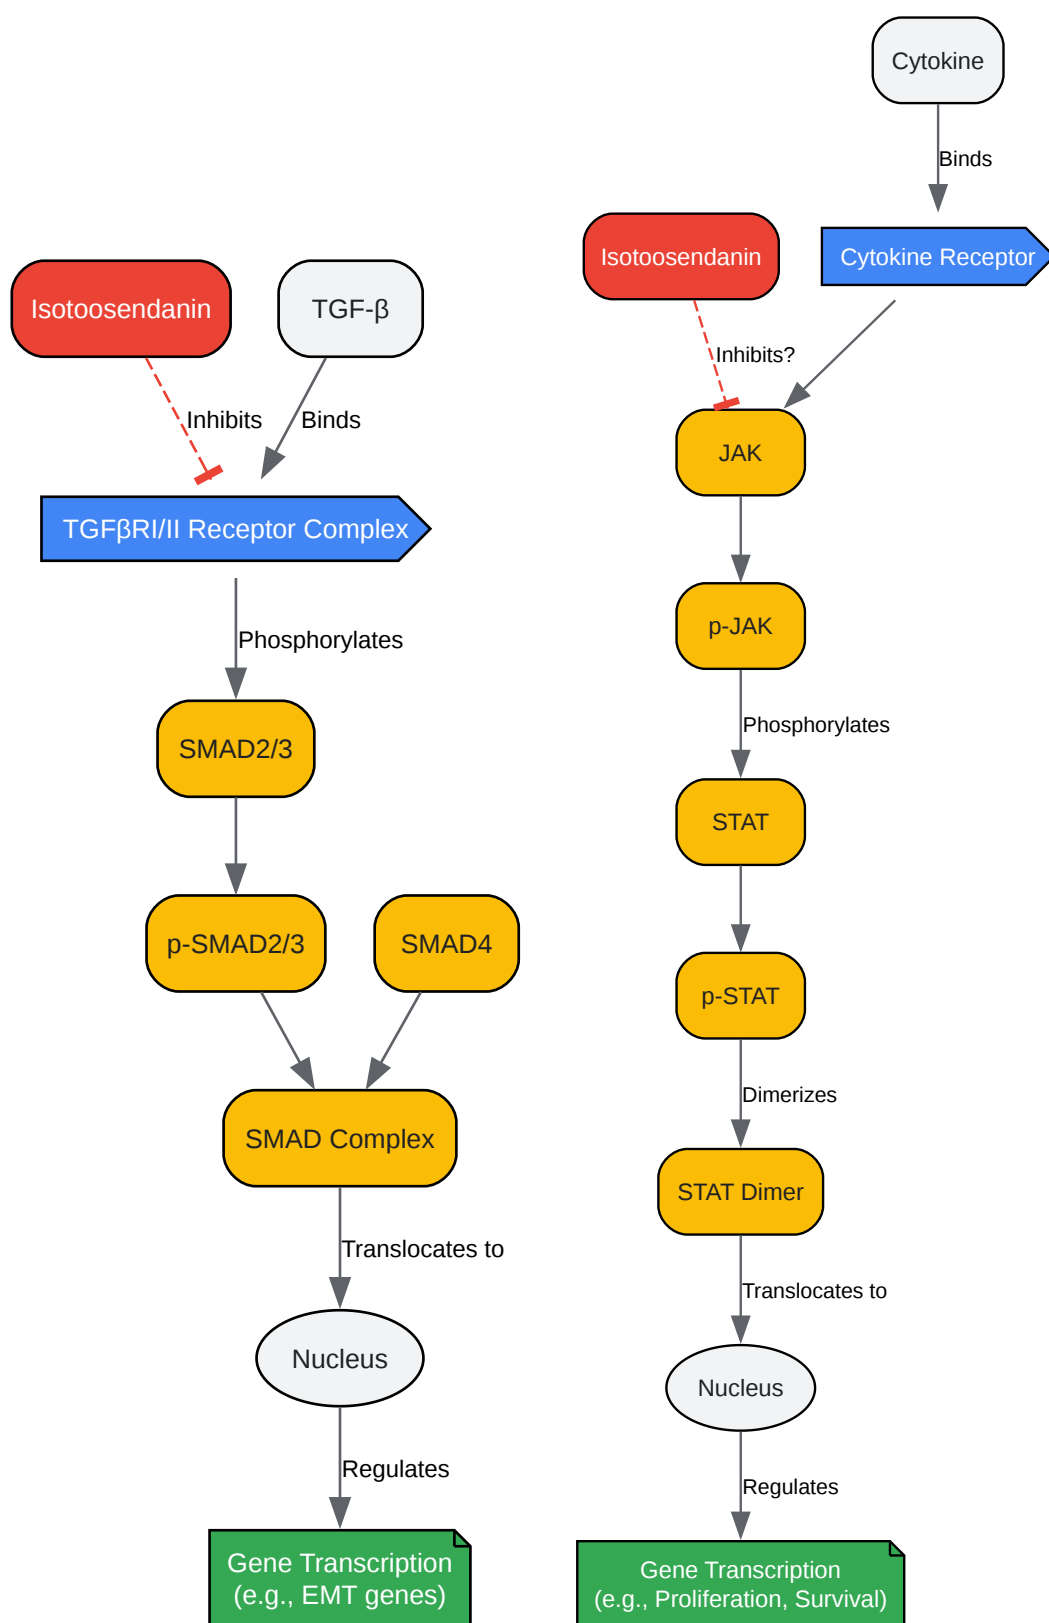 Isotoosendanin
TGF-β
Inhibits
Binds
TGFβRI/II Receptor Complex
Phosphorylates
SMAD2/3
p-SMAD2/3
SMAD4
SMAD Complex
Translocates to
Nucleus
Regulates
Gene Transcription
(e.g., EMT genes)
Cytokine
Binds
Isotoosendanin
Cytokine Receptor
Inhibits?
JAK
p-JAK
Phosphorylates
STAT
p-STAT
Dimerizes
STAT Dimer
Translocates to
Nucleus
Regulates
Gene Transcription
(e.g., Proliferation, Survival)